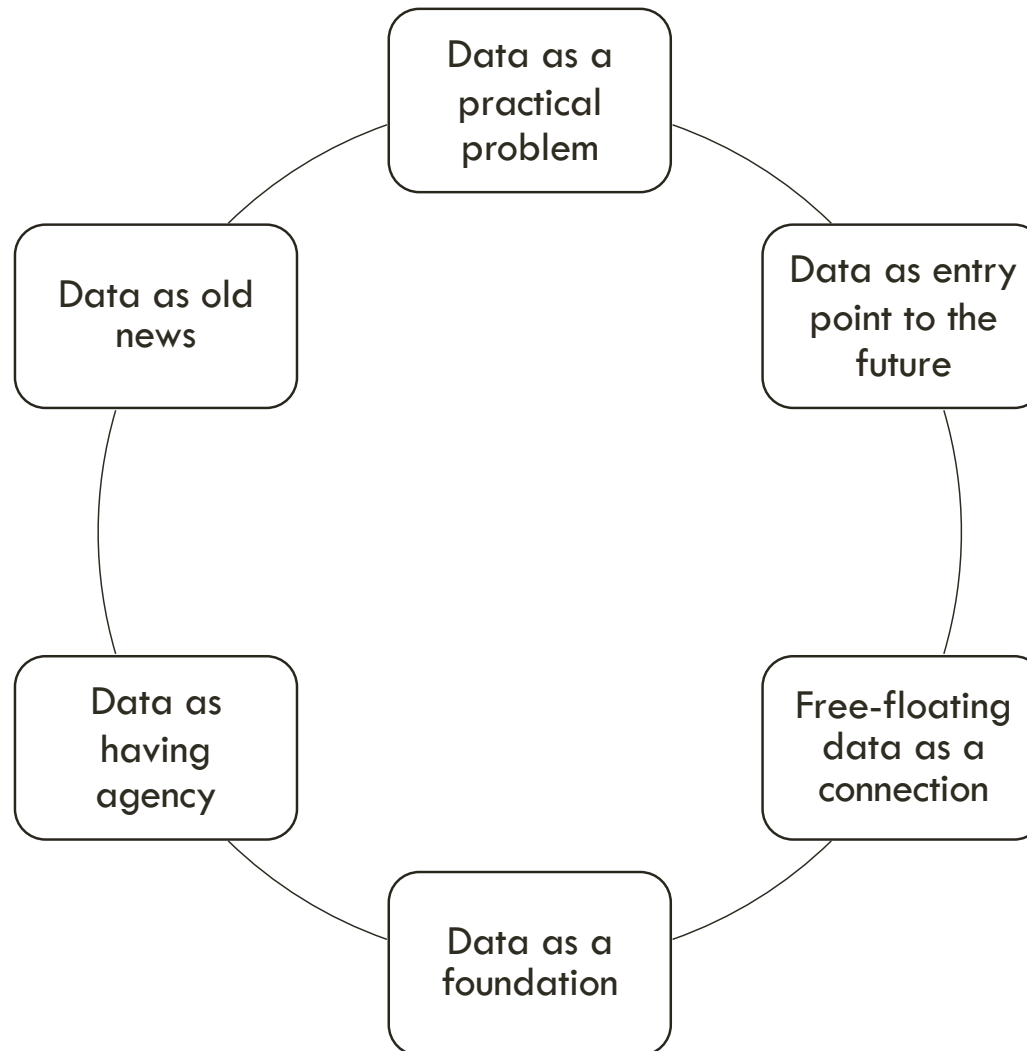 Data as a
practical
problem
Data as entry
point to the
future
Free-floating
data as a
connection
Data as a
foundation
Data as
having
agency
Data as old
news